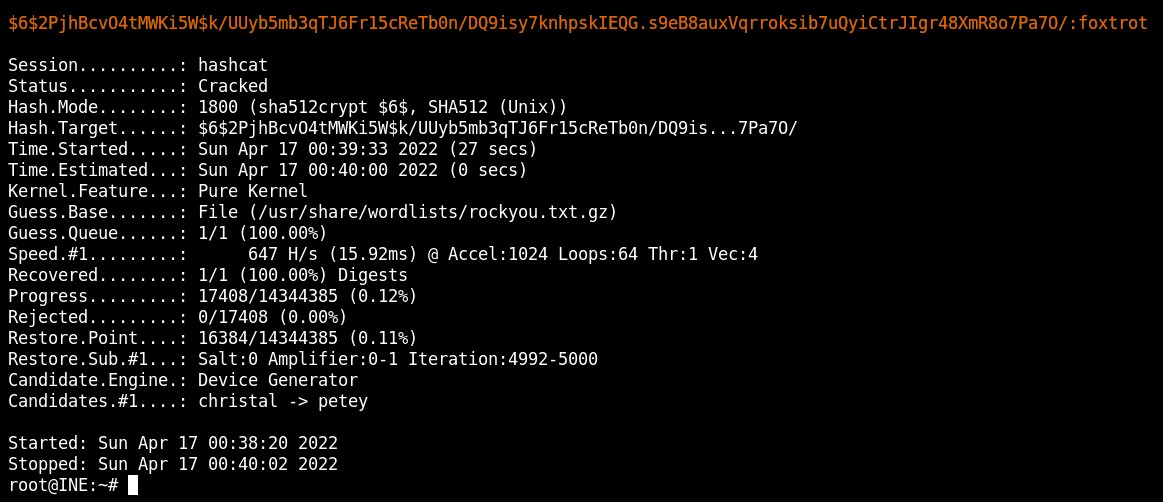 $6$2PjhBcvO4tMWKi5W$k/UUyb5mb3qTJ6Fr15cReTb0n/DQ9isy7knhpskIEQG.s9eB8auxVqrroksib7uQyiCtrJIgr48XmR8o7Pa7O/:foxtrot
Session..........: hashcat
Status...........: Cracked
Hash.Mode........: 1800 (sha512crypt $6$, SHA512 (Unix))
Hash.Target......: $6$2PjhBcvO4tMWKi5W$k/UUyb5mb3qTJ6Fr15cReTb0n/DQ9is...7Pa7O/
Time.Started.....: Sun Apr 17 00:39:33 2022 (27 secs)
Time.Estimated...: Sun Apr 17 00:40:00 2022 (0 secs)
Kernel.Feature...: Pure Kernel
Guess.Base.......: File (/usr/share/wordlists/rockyou.txt.gz)
Guess.Queue......: 1/1 (100.00%)
Speed.#1.........:      647 H/s (15.92ms) @ Accel:1024 Loops:64 Thr:1 Vec:4
Recovered........: 1/1 (100.00%) Digests
Progress.........: 17408/14344385 (0.12%)
Rejected.........: 0/17408 (0.00%)
Restore.Point....: 16384/14344385 (0.11%)
Restore.Sub.#1...: Salt:0 Amplifier:0-1 Iteration:4992-5000
Candidate.Engine.: Device Generator
Candidates.#1....: christal -> petey
Started: Sun Apr 17 00:38:20 2022
Stopped: Sun Apr 17 00:40:02 2022
root@INE:~#